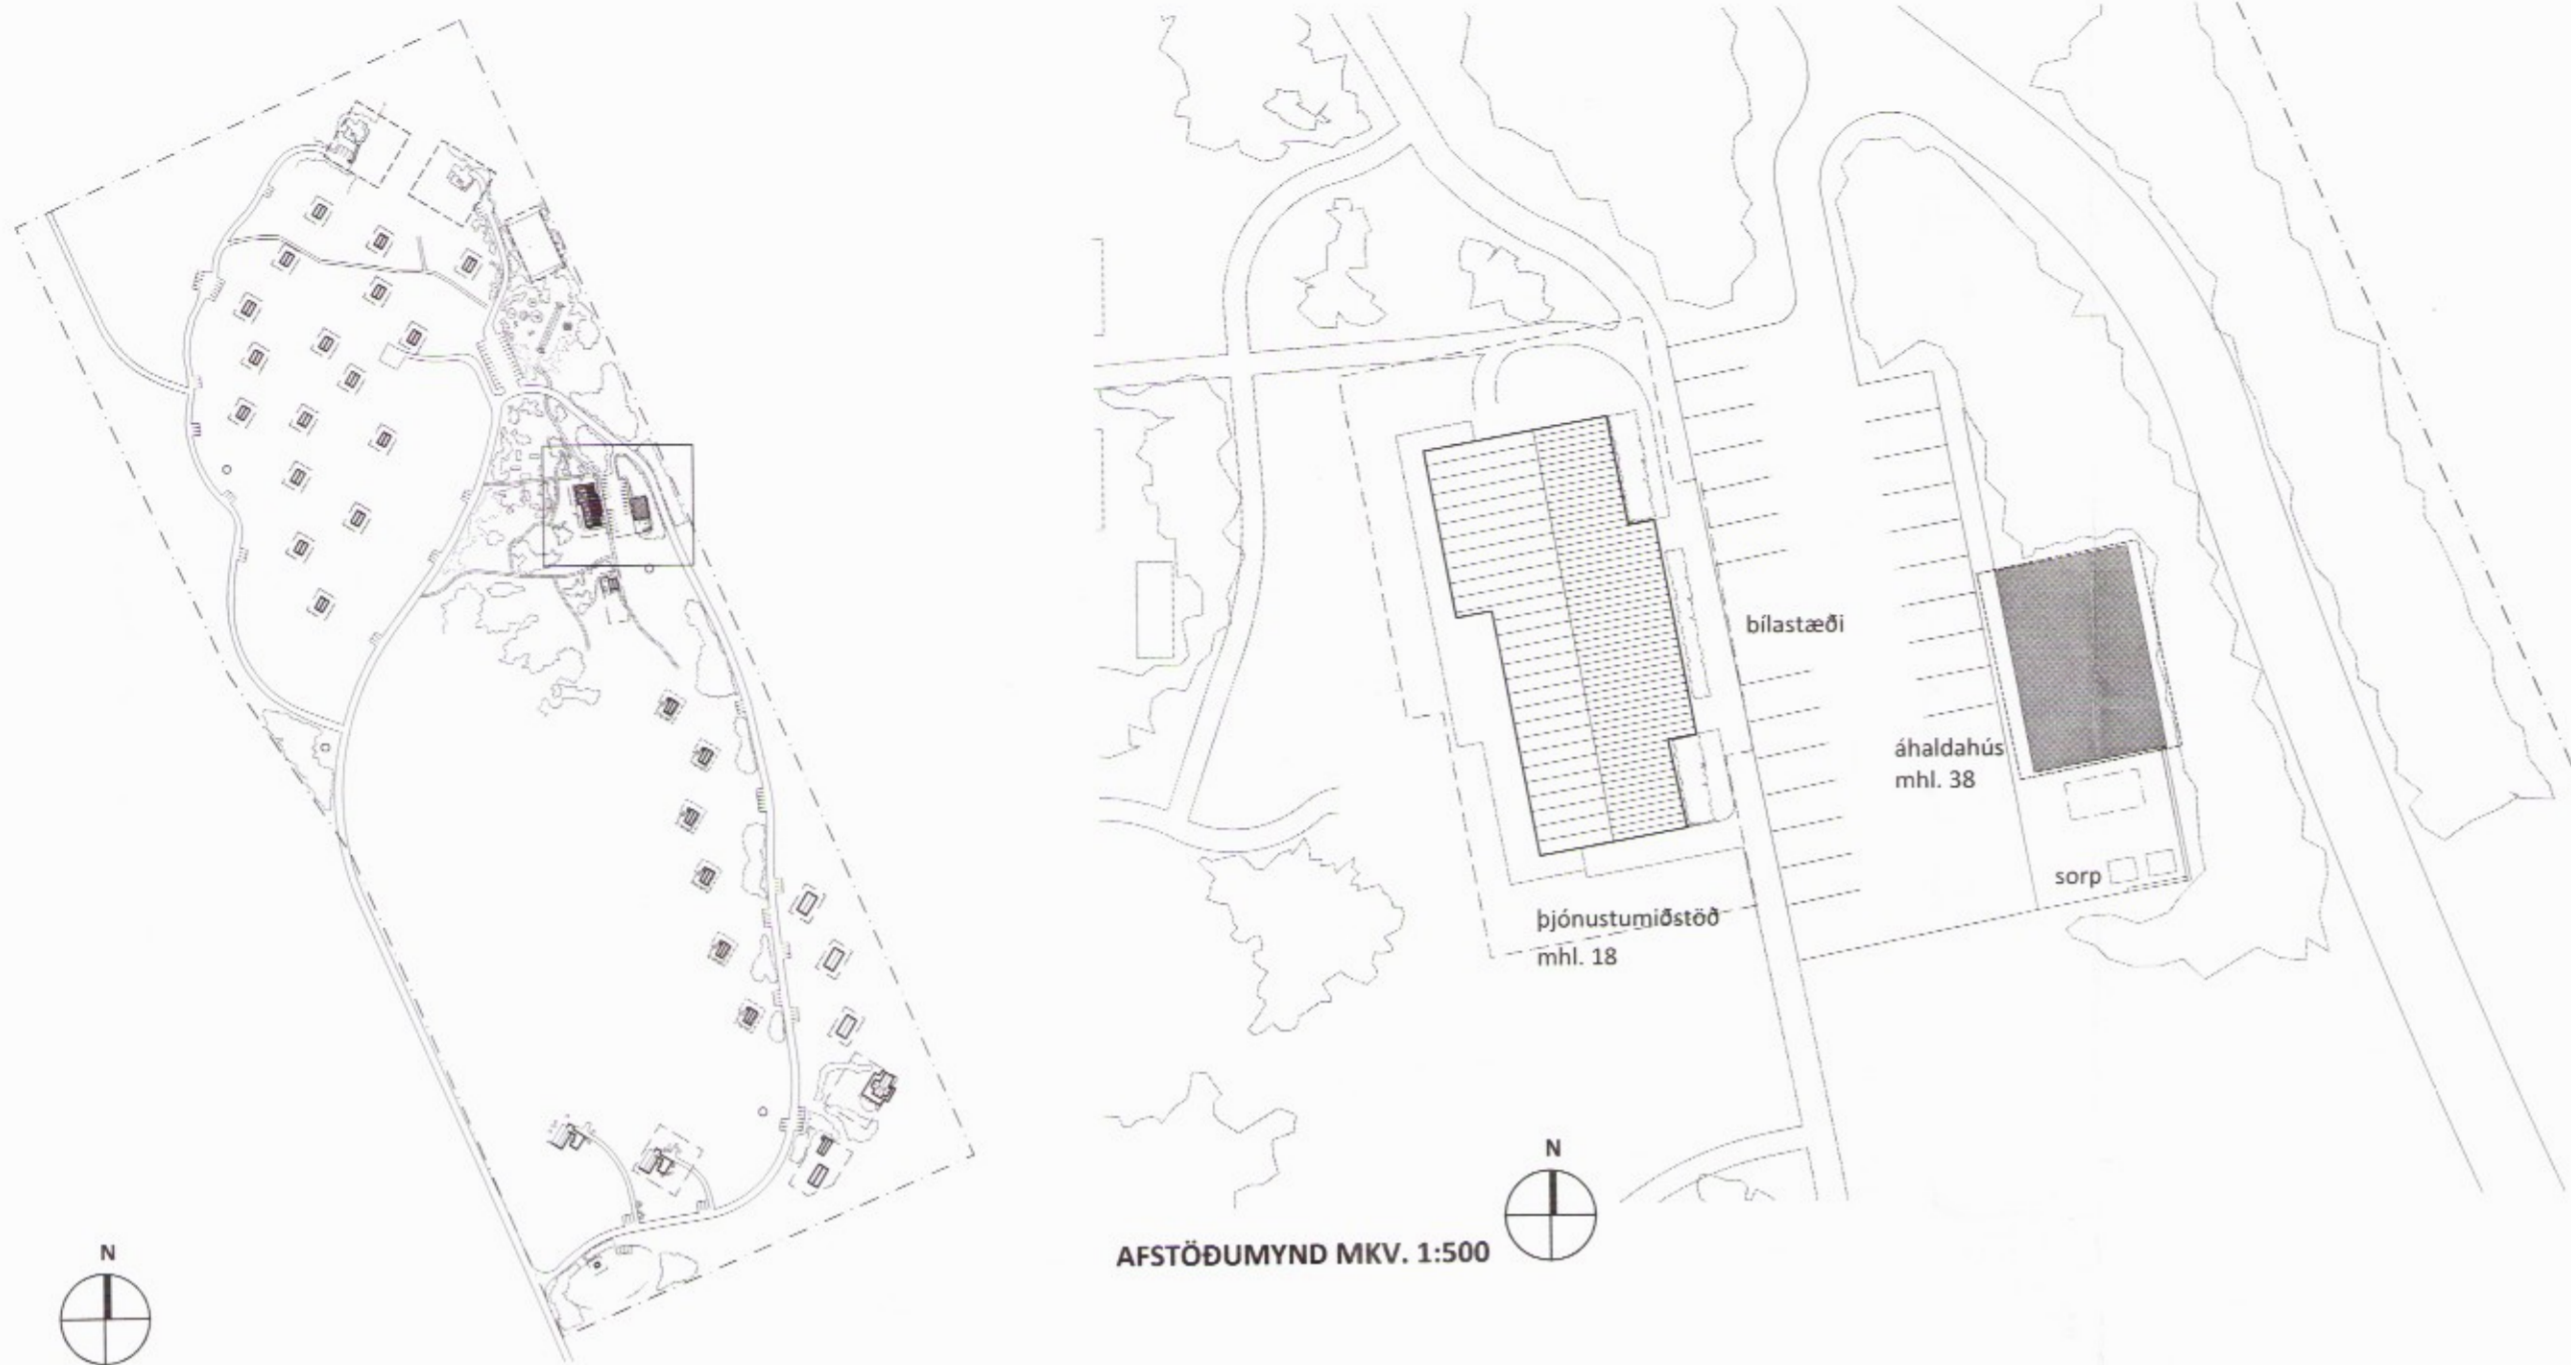 bílastæði
áhaldahús
mhl. 38
sorp
þjónustumiðstöð
mhl. 18
N
AFSTÖÐUMYND MKV. 1:500
N